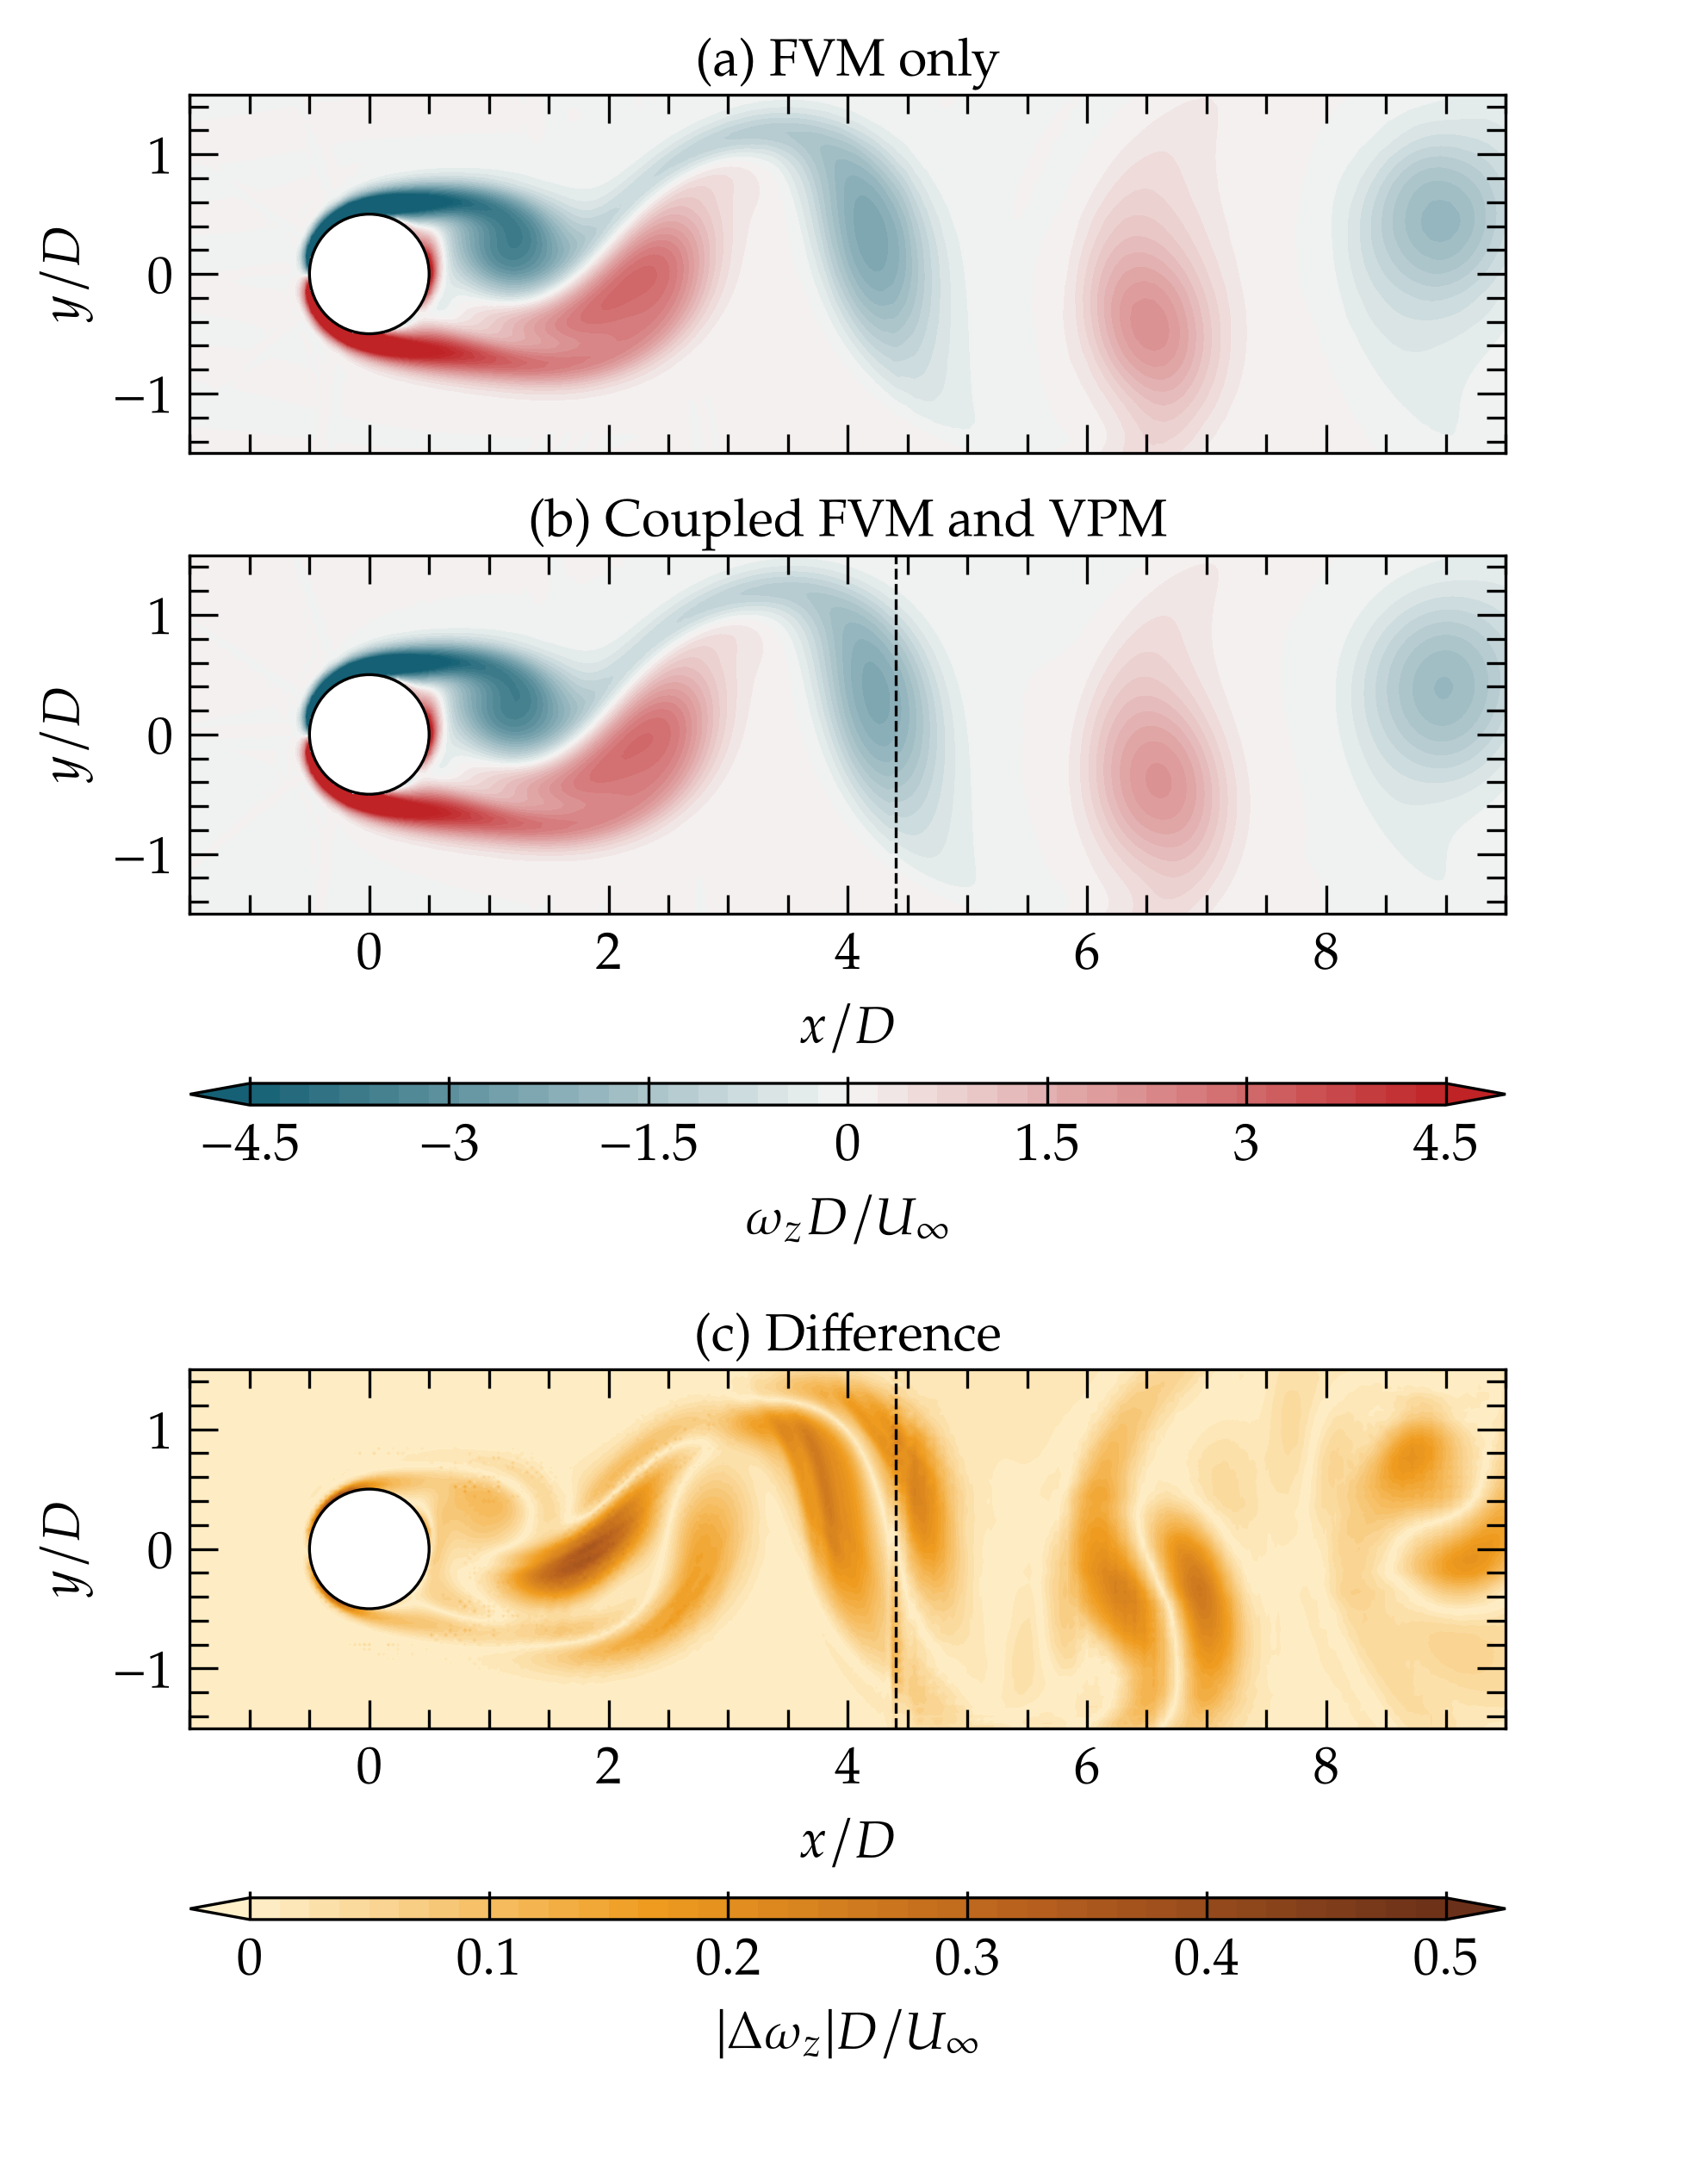 (a) FVM only
1
0
−1
y/D
(b) Coupled FVM and VPM
1
0
−1
y/D
0 2 4 6 8
x/D
−4.5 −3 −1.5 0 1.5 3 4.5
ω_z D/U_∞
(c) Difference
1
0
−1
y/D
0 2 4 6 8
x/D
0 0.1 0.2 0.3 0.4 0.5
|Δω_z|D/U_∞